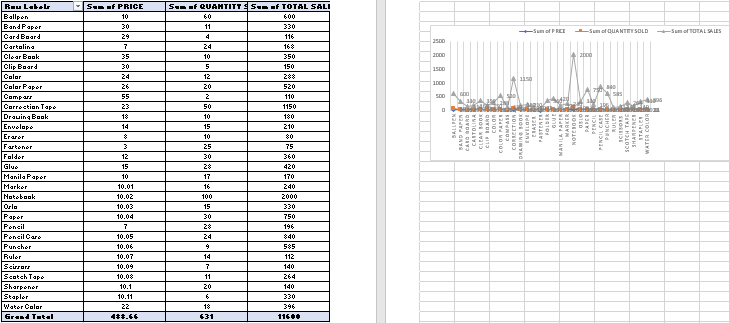 Row Labels Sum of PRICE Sum of QUANTITY S Sum of TOTAL SALI
Ballpen 10 60 600
Band Paper 30 11 330
Card Board 29 4 116
Cartolina 7 24 168
Clear Book 35 10 350
Clip Board 30 5 150
Color 24 12 288
Color Paper 26 20 520
Compass 55 2 110
Correction Tape 23 50 1150
Drawing Book 18 10 180
Envelope 14 15 210
Eraser 8 10 80
Fastener 3 25 75
Folder 12 30 360
Glue 15 28 420
Manila Paper 10 17 170
Marker 10.01 16 240
Notebook 10.02 100 2000
Oslo 10.03 15 330
Paper 10.04 30 750
Pencil 7 28 196
Pencil Case 10.05 24 840
Puncher 10.06 9 585
Ruler 10.07 14 112
Scissors 10.09 7 140
Scotch Tape 10.08 11 264
Sharpener 10.1 20 140
Stapler 10.11 6 330
Water Color 22 18 396
Grand Total 488.66 631 11600
Sum of PRICE Sum of QUANTITY SOLD Sum of TOTAL SALES
2500
2000
1500
1000
500
0
600
1150
2000
840
585
BALLPEN
BAND PAPER
CARD BOARD
CARTOLINA
CLEAR BOOK
CLIP BOARD
COLOR
COLOR PAPER
COMPASS
CORRECTION
DRAWING BOOK
ENVELOPE
ERASER
FASTENER
FOLDER
GLUE
MANILA PAPER
MARKER
NOTEBOOK
OSLO
PAPER
PENCIL
PENCIL CASE
PUNCHER
RULER
SCISSORS
SCOTCH TAPE
SHARPENER
STAPLER
WATER COLOR